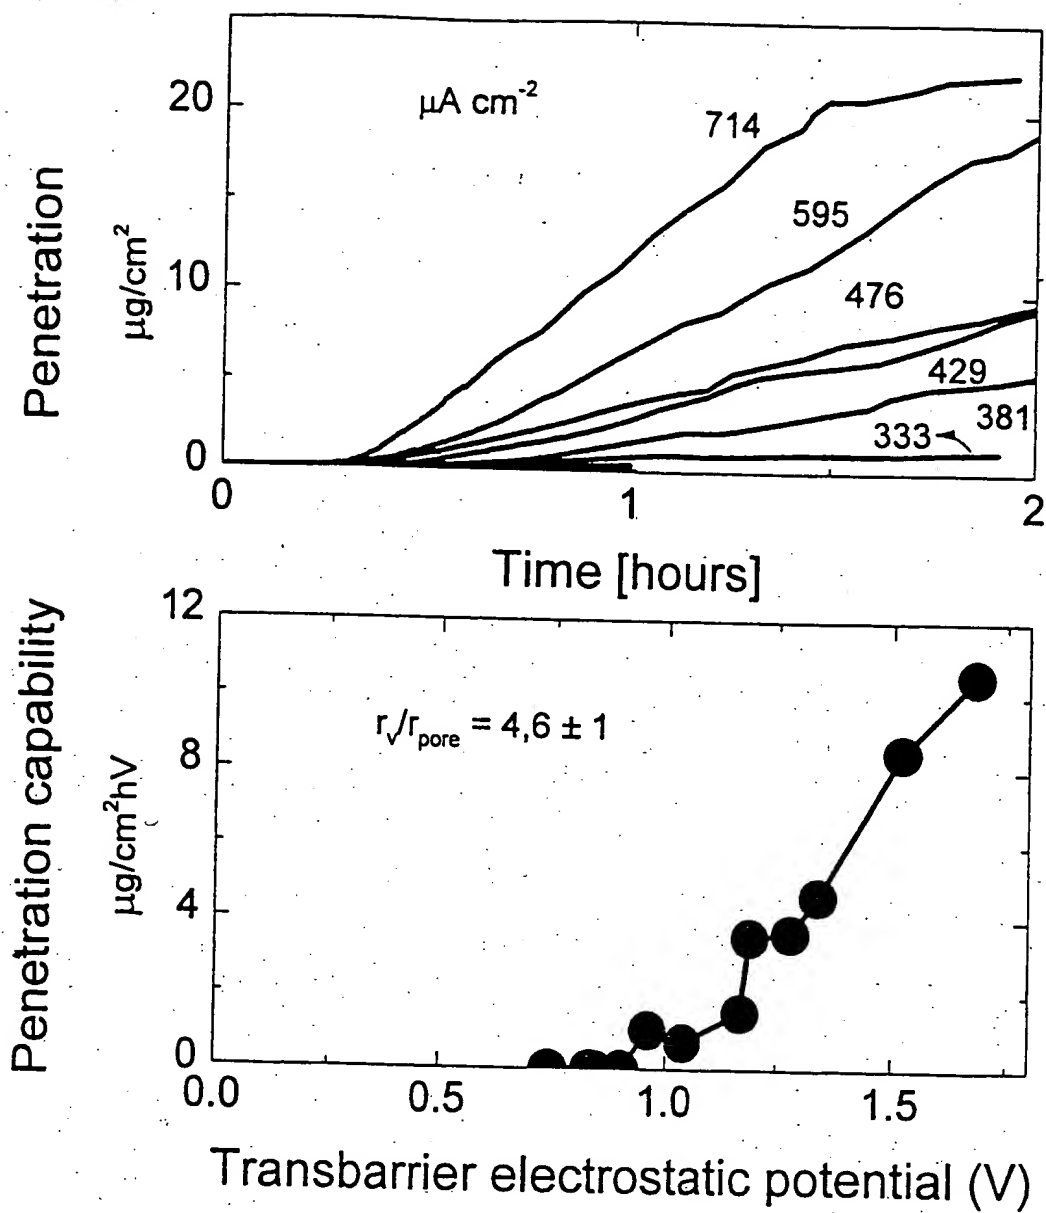 Penetration
µg/cm²
20
10
0
µA cm⁻²
714
595
476
429
381
333
0
1
2
Time [hours]
Penetration capability
µg/cm²hV
12
8
4
0
rᵥ/r_pore = 4,6 ± 1
0.0
0.5
1.0
1.5
Transbarrier electrostatic potential (V)